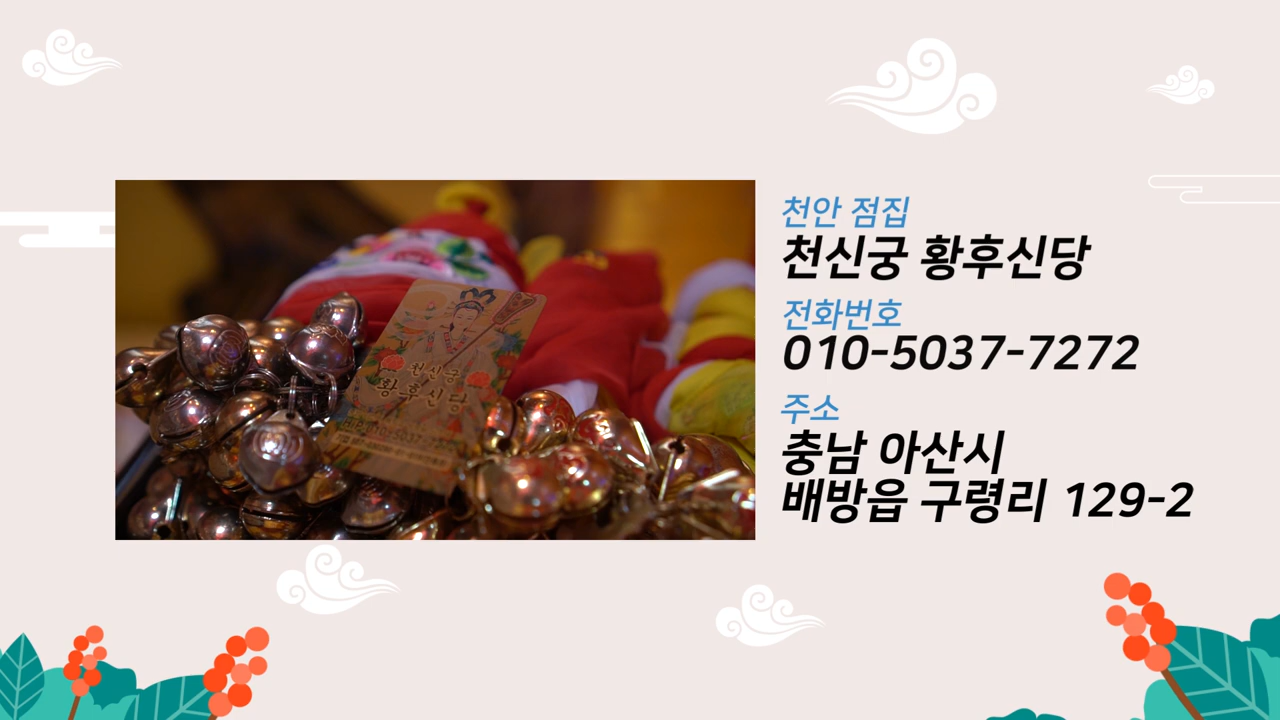 천안 점집
천신궁 황후신당
전화번호
010-5037-7272
주소
충남 아산시
배방읍 구령리 129-2
천신궁
황후신당